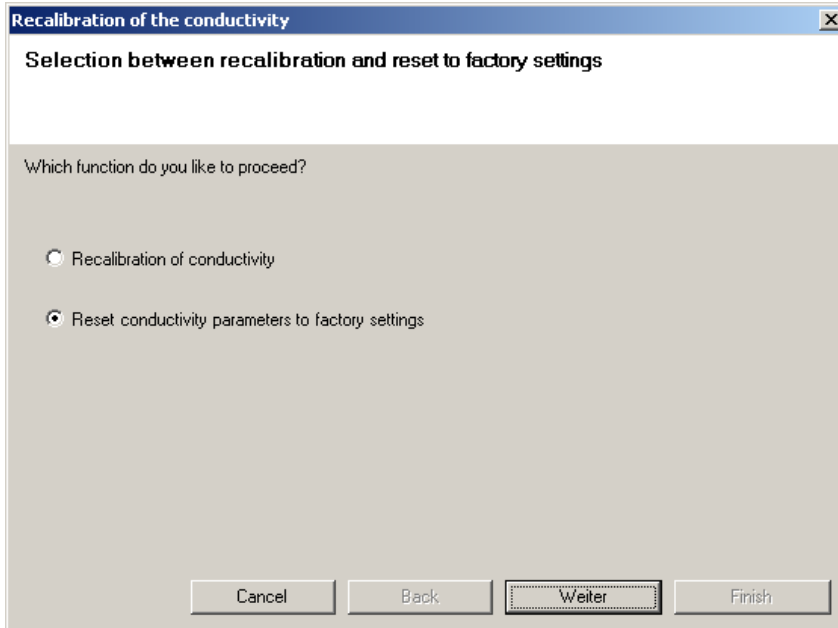 Recalibration of the conductivity
Selection between recalibration and reset to factory settings
Which function do you like to proceed?
Recalibration of conductivity
Reset conductivity parameters to factory settings
Cancel Back Weiter Finish